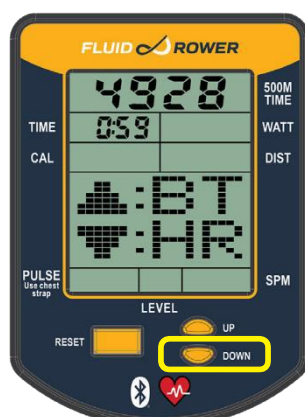 FLUID ROWER
4928
500M
TIME
TIME
0:59
WATT
CAL
DIST
▲:BT
▼:HR
PULSE
Use chest
strap
SPM
LEVEL
UP
RESET
DOWN